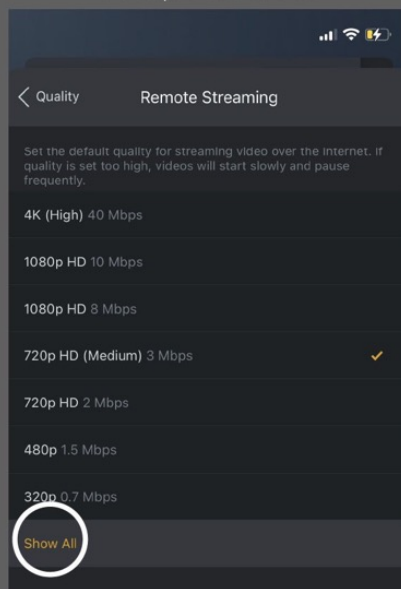 Quality
Remote Streaming
Set the default quality for streaming video over the internet. If
quality is set too high, videos will start slowly and pause
frequently.
4K (High) 40 Mbps
1080p HD 10 Mbps
1080p HD 8 Mbps
720p HD (Medium) 3 Mbps
720p HD 2 Mbps
480p 1.5 Mbps
320p 0.7 Mbps
Show All